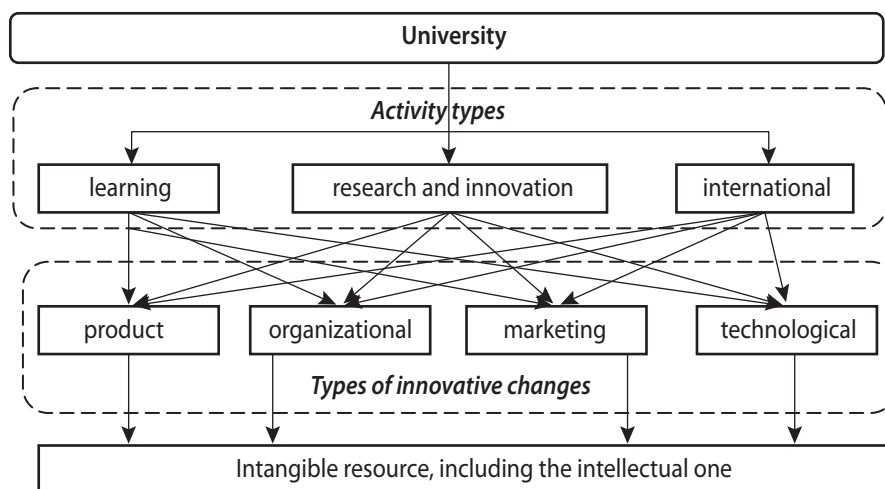 University
Activity types
learning
research and innovation
international
product
organizational
marketing
technological
Types of innovative changes
Intangible resource, including the intellectual one